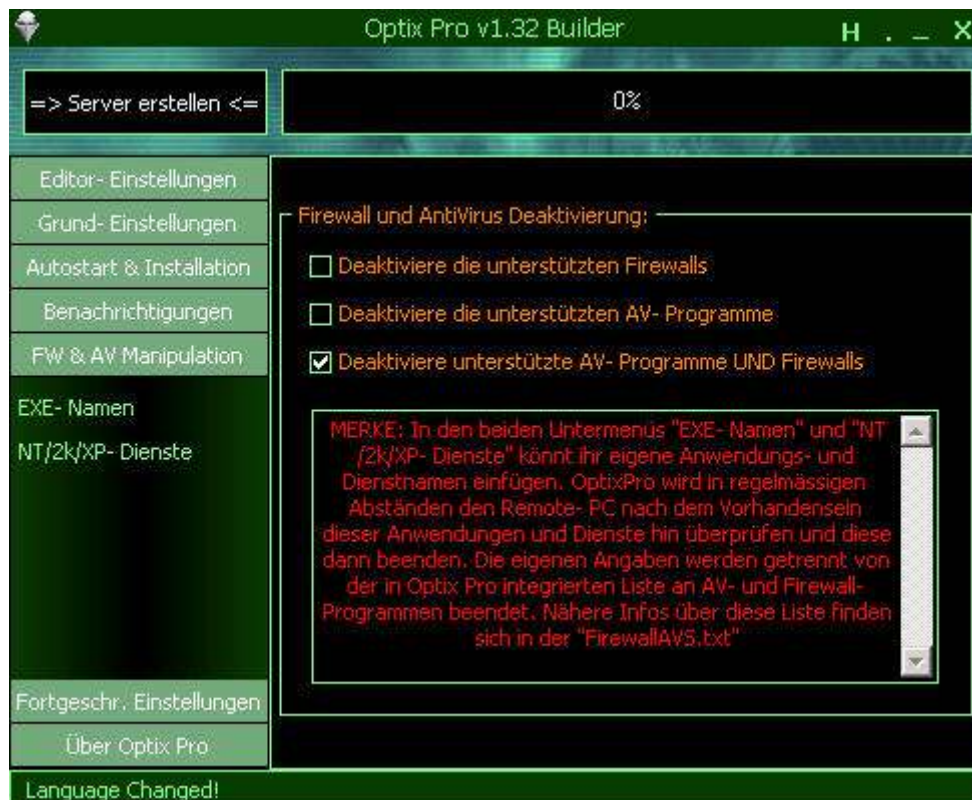 Optix Pro v1.32 Builder
H . _ X
=> Server erstellen <=
0%
Editor- Einstellungen
Grund- Einstellungen
Autostart & Installation
Benachrichtigungen
FW & AV Manipulation
EXE- Namen
NT/2k/XP- Dienste
Fortgeschr. Einstellungen
Über Optix Pro
Firewall und AntiVirus Deaktivierung:
Deaktiviere die unterstützten Firewalls
Deaktiviere die unterstützten AV- Programme
Deaktiviere unterstützte AV- Programme UND Firewalls
MERKE: In den beiden Untermenüs "EXE- Namen" und "NT
/2k/XP- Dienste" könnt ihr eigene Anwendungs- und
Dienstnamen einfügen. OptixPro wird in regelmässigen
Abständen den Remote- PC nach dem Vorhandensein
dieser Anwendungen und Dienste hin überprüfen und diese
dann beenden. Die eigenen Angaben werden getrennt von
der in Optix Pro integrierten Liste an AV- und Firewall-
Programmen beendet. Nähere Infos über diese Liste finden
sich in der "FirewallAVS.txt"
Language Changed!